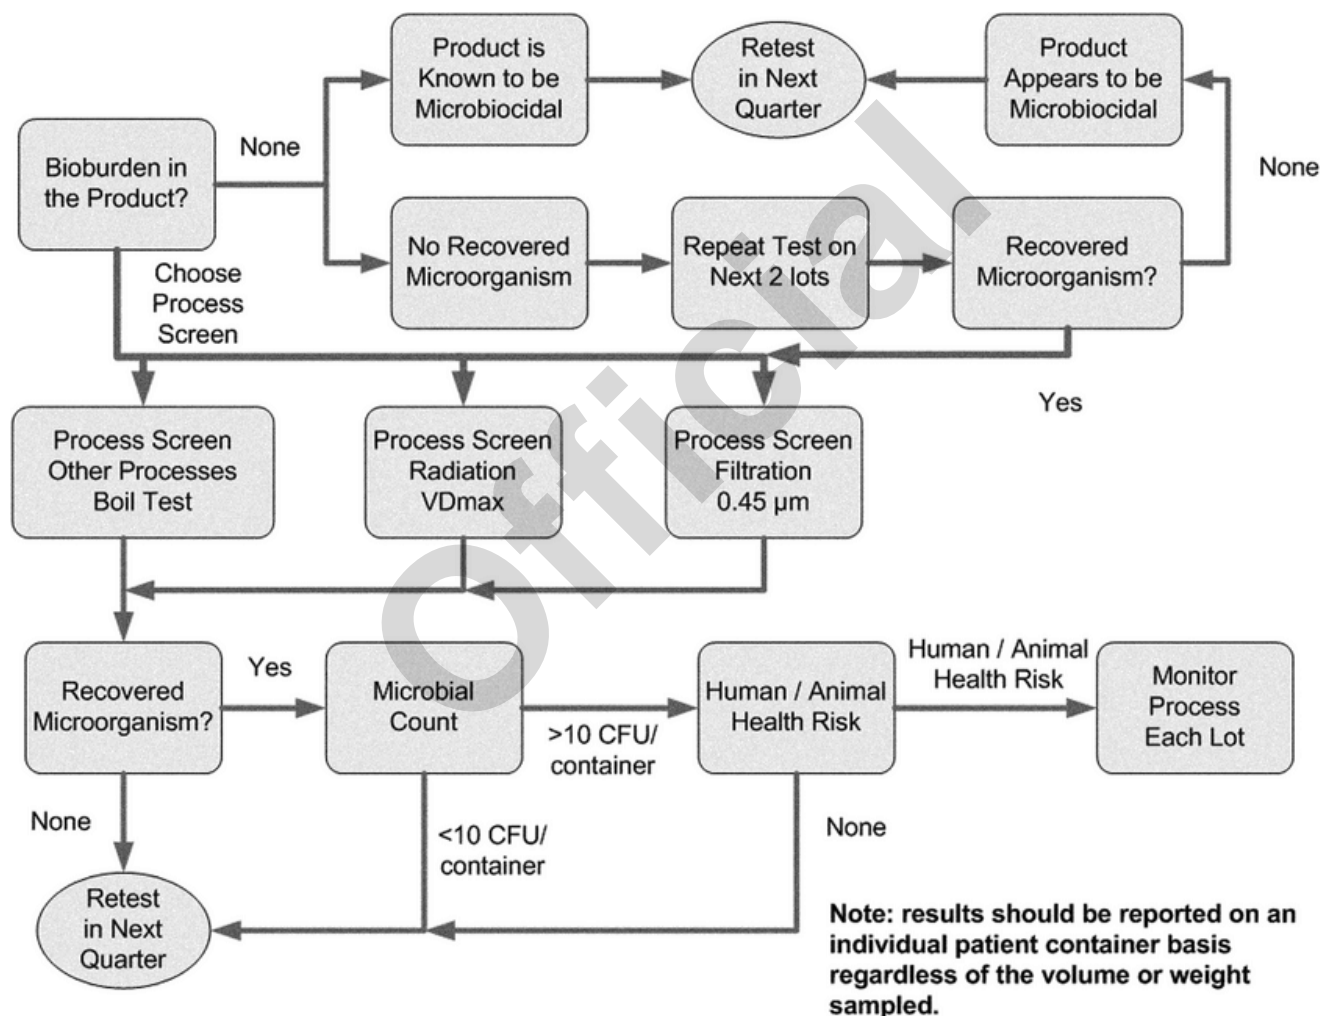 Product is
Known to be
Microbiocidal
Retest
in Next
Quarter
Product
Appears to be
Microbiocidal
Bioburden in
the Product?
None
None
No Recovered
Microorganism
Repeat Test on
Next 2 lots
Recovered
Microorganism?
Choose
Process
Screen
Yes
Process Screen
Other Processes
Boil Test
Process Screen
Radiation
VDmax
Process Screen
Filtration
0.45 µm
Recovered
Microorganism?
Yes
Microbial
Count
>10 CFU/
container
Human / Animal
Health Risk
Human / Animal
Health Risk
Monitor
Process
Each Lot
None
<10 CFU/
container
None
Retest
in Next
Quarter
Note: results should be reported on an
individual patient container basis
regardless of the volume or weight
sampled.
Official